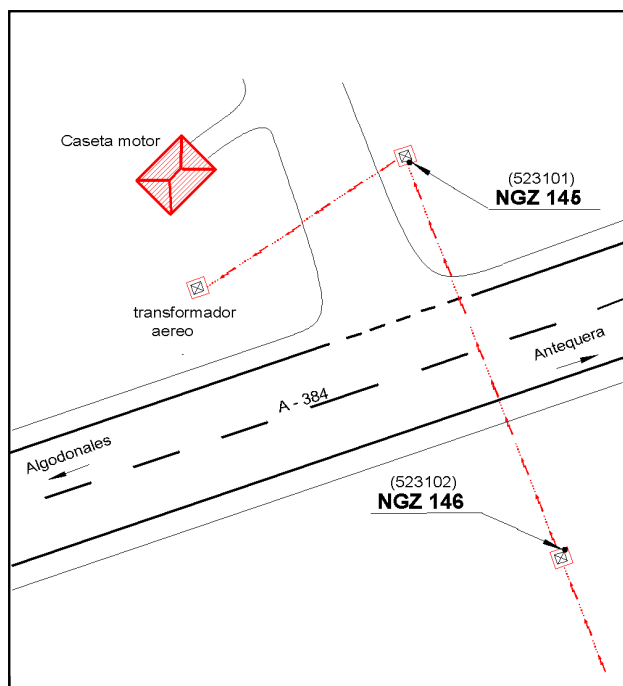 Caseta motor
(523101)
NGZ 145
transformador
aereo
Antequera
A - 384
Algodonales
(523102)
NGZ 146